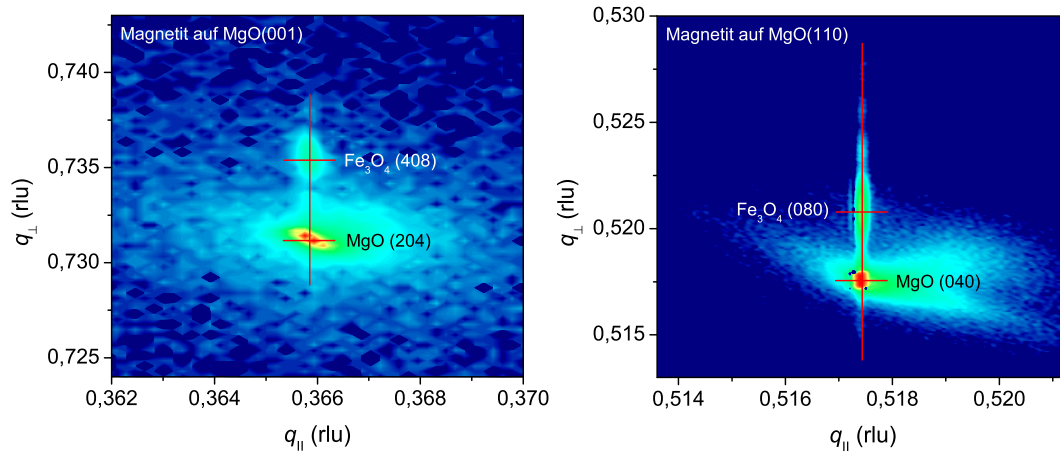 Magnetit auf MgO(001)
0,740
0,735
0,730
0,725
q⊥ (rlu)
Fe₃O₄ (408)
MgO (204)
0,362
0,364
0,366
0,368
0,370
q|| (rlu)
Magnetit auf MgO(110)
0,530
0,525
0,520
0,515
q⊥ (rlu)
Fe₃O₄ (080)
MgO (040)
0,514
0,516
0,518
0,520
q|| (rlu)